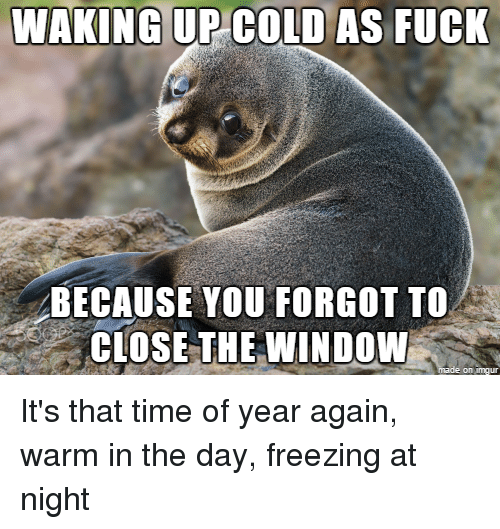 WAKING UP COLD AS FUCK
BECAUSE YOU FORGOT TO
CLOSE THE WINDOW
made on imgur
It's that time of year again,
warm in the day, freezing at
night